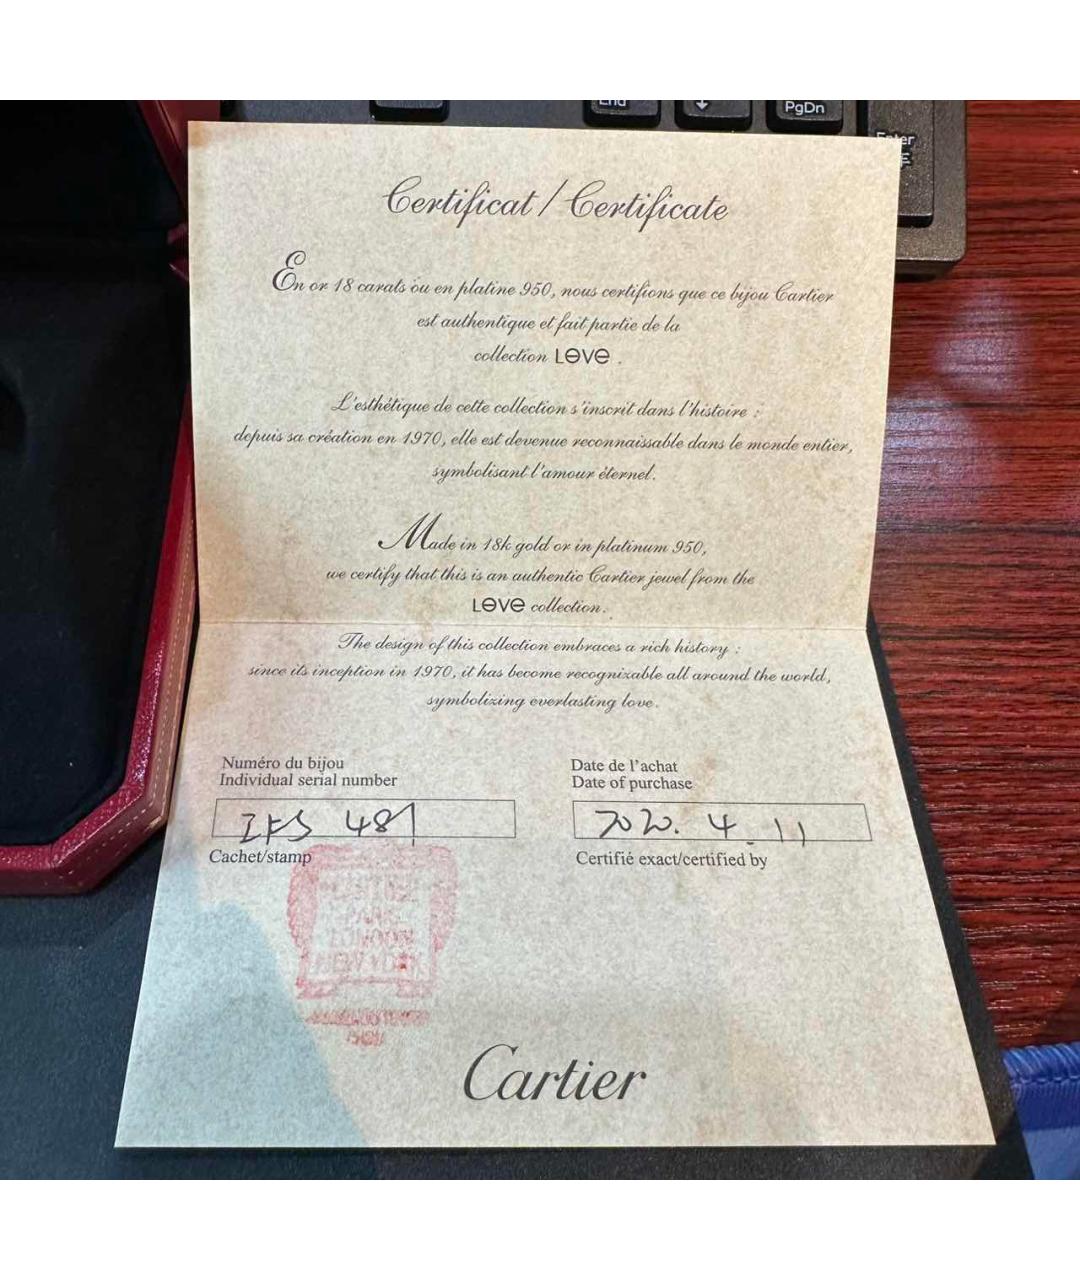 End
↓
PgDn
Enter
Certificat / Certificate
En or 18 carats ou en platine 950, nous certifions que ce bijou Cartier
est authentique et fait partie de la
collection LOVE .
L'esthétique de cette collection s'inscrit dans l'histoire :
depuis sa création en 1970, elle est devenue reconnaissable dans le monde entier,
symbolisant l'amour éternel.
Made in 18k gold or in platinum 950,
we certify that this is an authentic Cartier jewel from the
LOVE collection.
The design of this collection embraces a rich history :
since its inception in 1970, it has become recognizable all around the world,
symbolizing everlasting love.
Numéro du bijou
Individual serial number
Date de l'achat
Date of purchase
481
2020. 4. 11
Cachet/stamp
Certifié exact/certified by
PARIS
LONDON
NEW YORK
Cartier